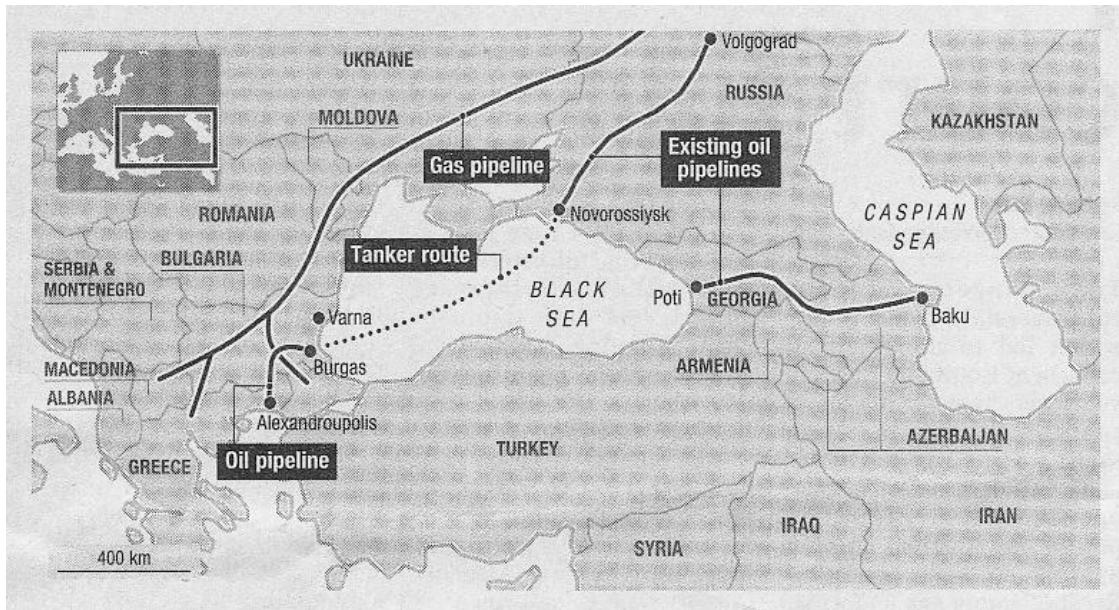 Volgograd
UKRAINE
RUSSIA
MOLDOVA
KAZAKHSTAN
Gas pipeline
Existing oil
pipelines
ROMANIA
Novorossiysk
CASPIAN
SEA
Tanker route
BULGARIA
SERBIA &
MONTENEGRO
BLACK
SEA
Poti
GEORGIA
Baku
Varna
Burgas
MACEDONIA
ALBANIA
ARMENIA
Alexandroupolis
AZERBAIJAN
TURKEY
Oil pipeline
GREECE
IRAQ
IRAN
SYRIA
400 km